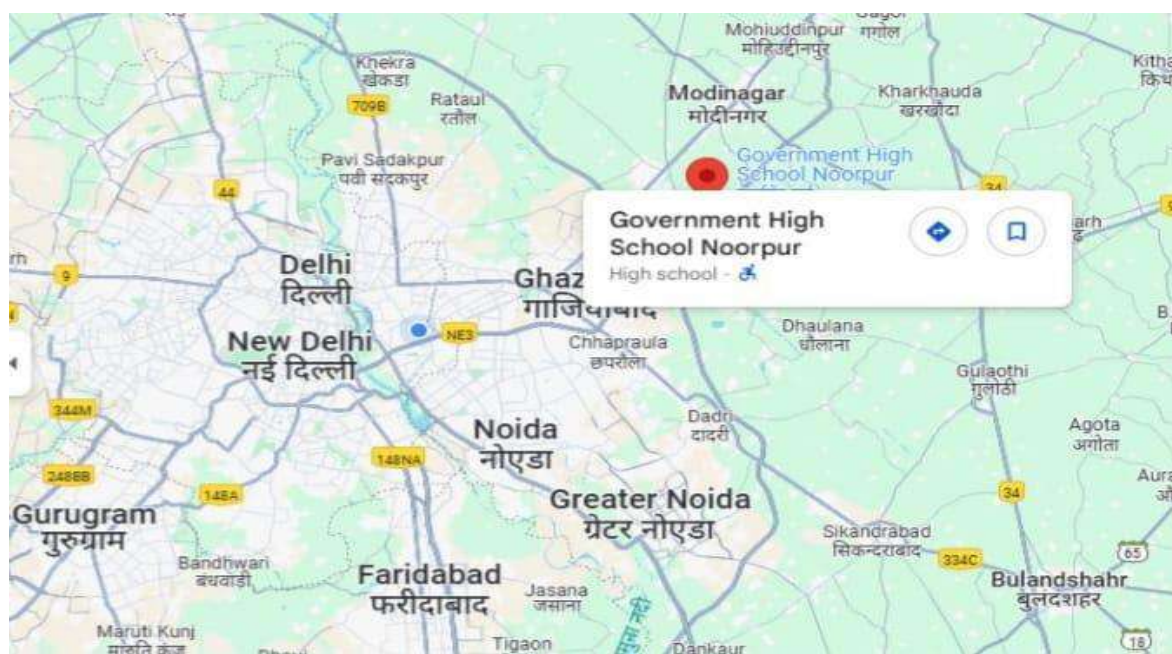 Mohiuddinpur
मोहिउद्दीनपुर
गगोल
Khekra
खेकड़ा
Modinagar
मोदीनगर
Kharkhauda
खरखौदा
709B
Rataul
रतौल
Pavi Sadakpur
पवी सदकपुर
Government High
School Noorpur
44
34
Government High
School Noorpur
High school -
9
Delhi
दिल्ली
गाजियाबाद
New Delhi
नई दिल्ली
NE3
Chhapraula
छपरौला
Dhaulana
धौलाना
Gulaothi
गुलोठी
344M
Dadri
दादरी
Agota
अगोता
Noida
नोएडा
148NA
248BB
148A
34
Greater Noida
ग्रेटर नोएडा
Gurugram
गुरुग्राम
Sikandrabad
सिकन्दराबाद
334C
65
Bandhwari
बंधवाड़ी
Faridabad
फरीदाबाद
Jasana
जसाना
Bulandshahr
बुलंदशहर
Maruti Kunj
Tigaon
Dankaur
18